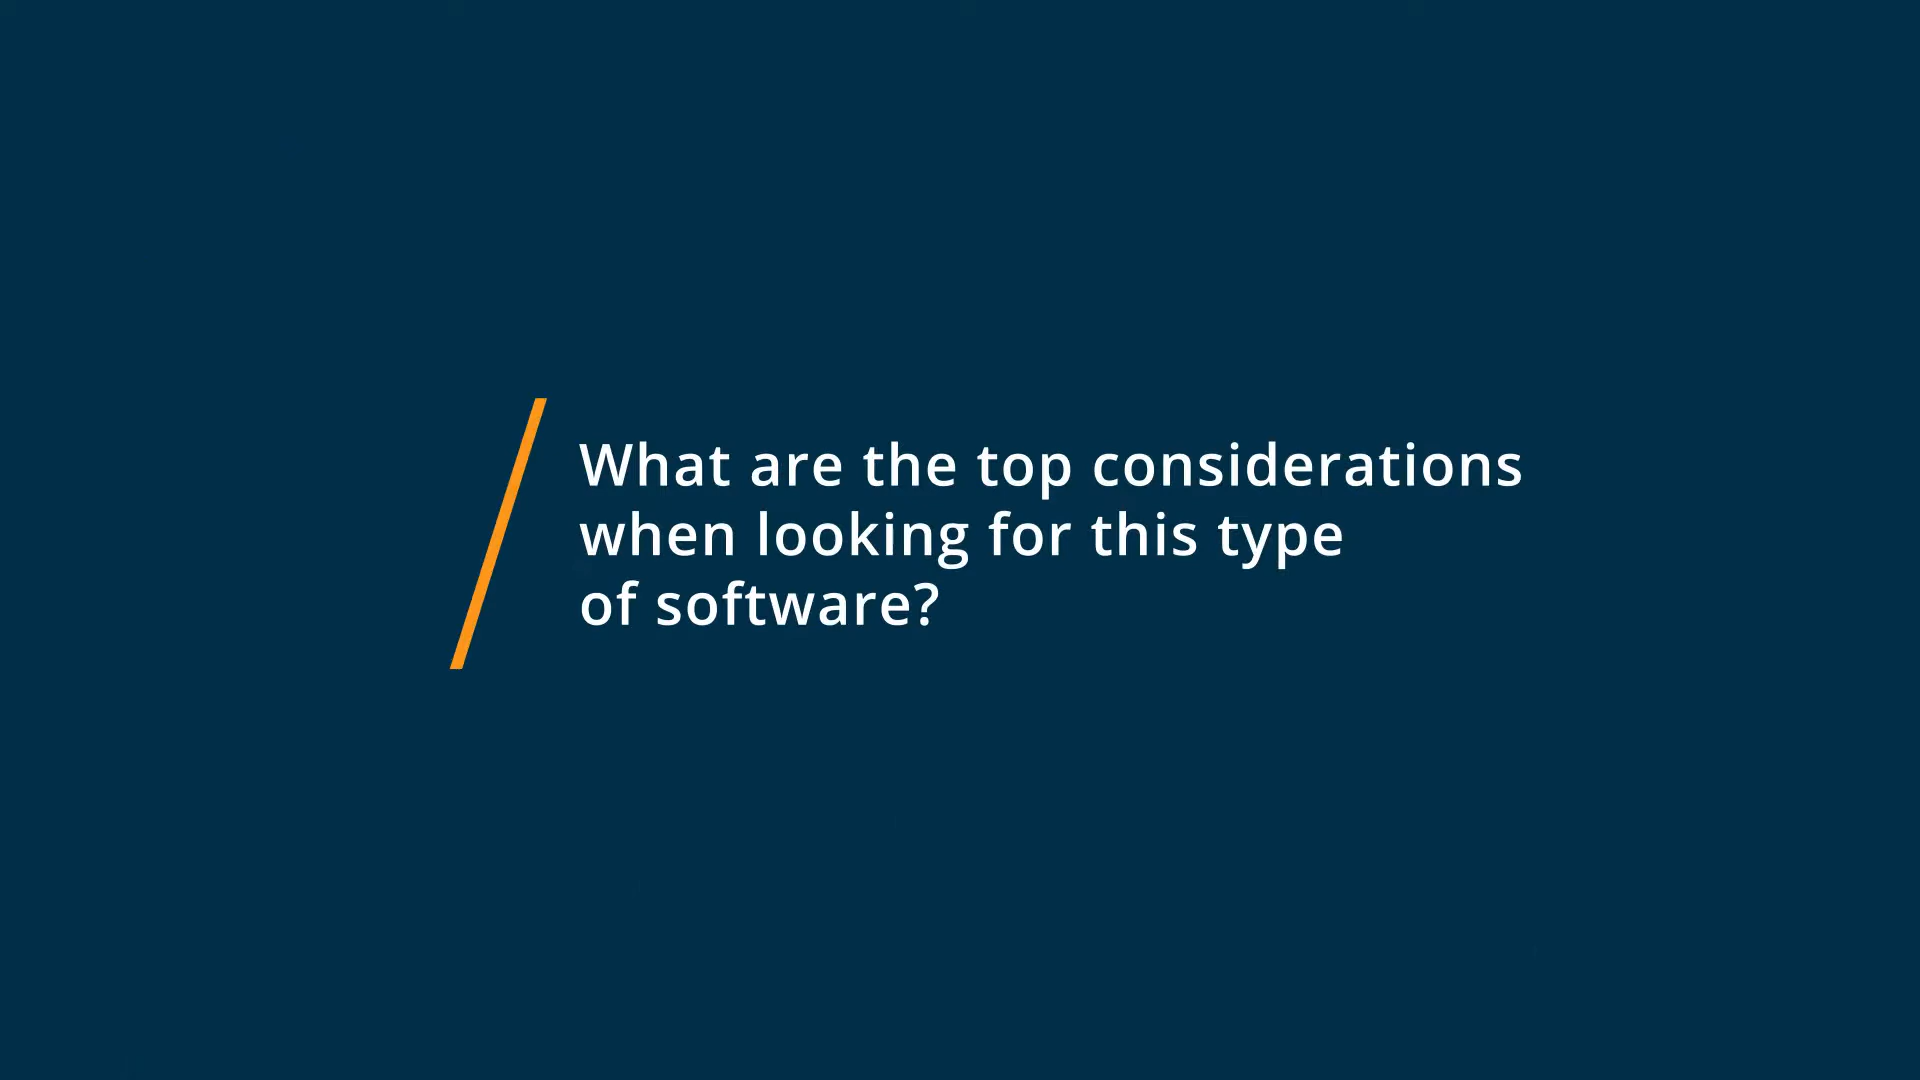 What are the top considerations
when looking for this type
of software?